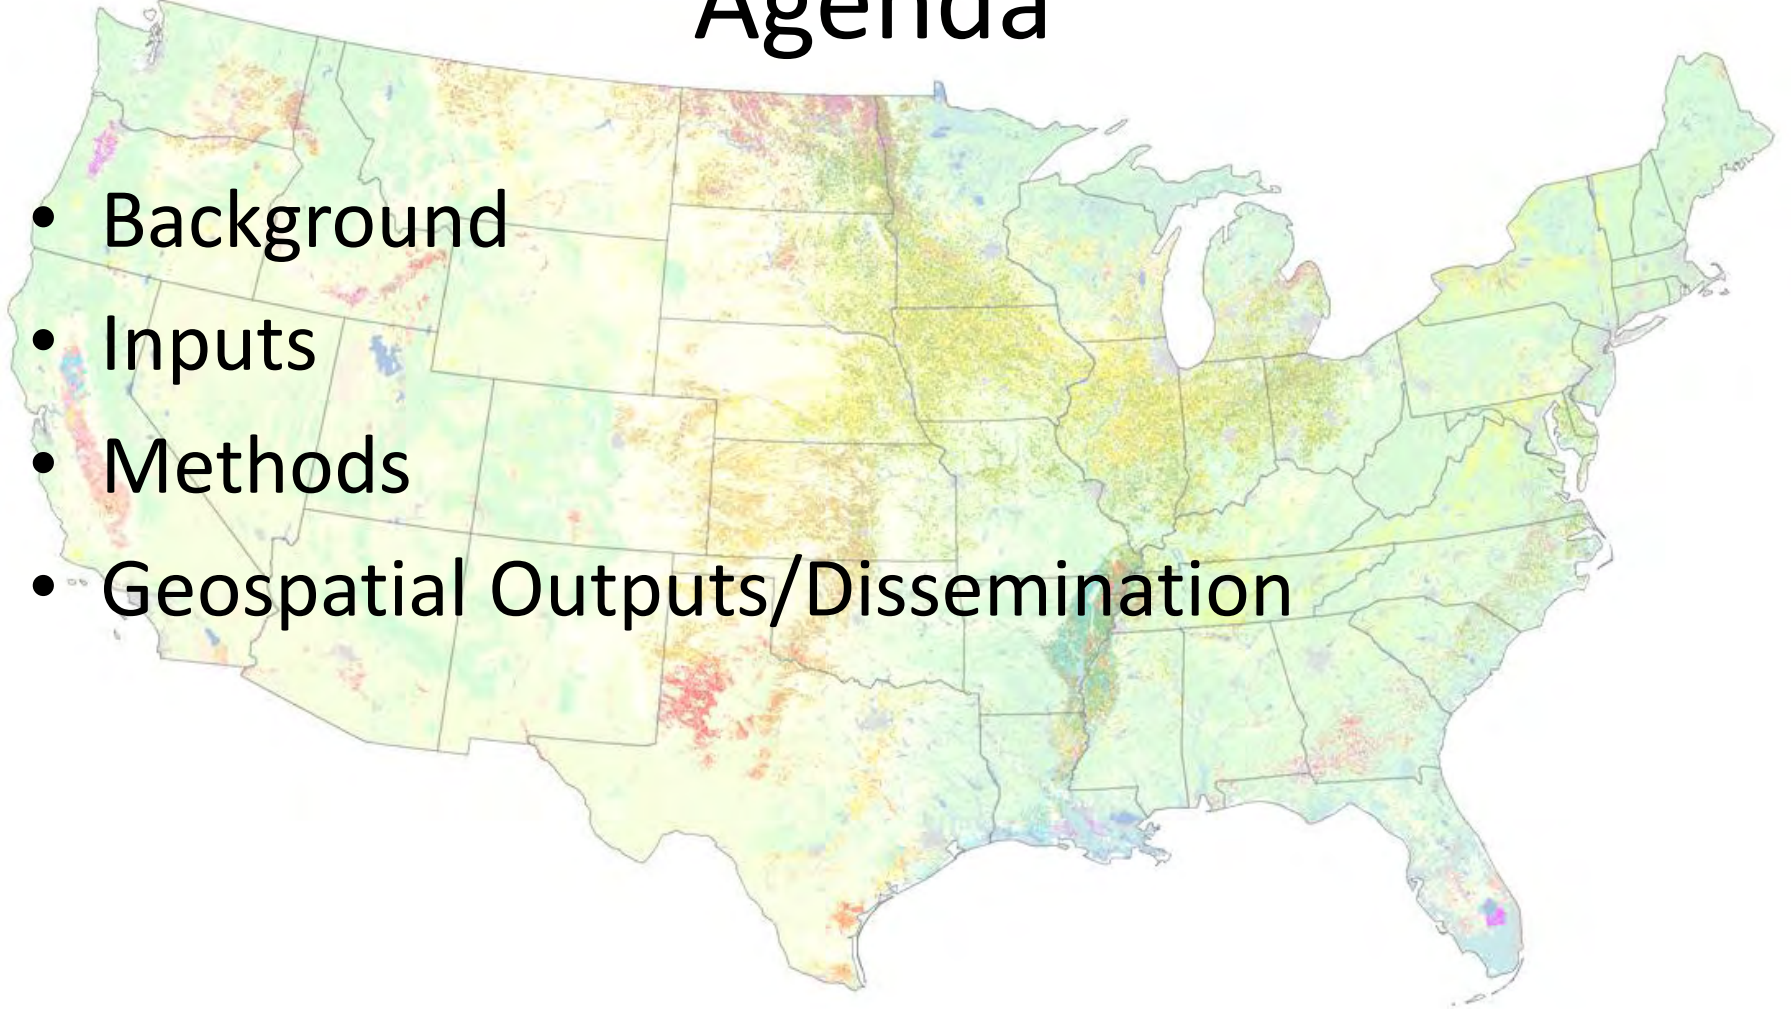 Agenda
• Background
• Inputs
• Methods
• Geospatial Outputs/Dissemination